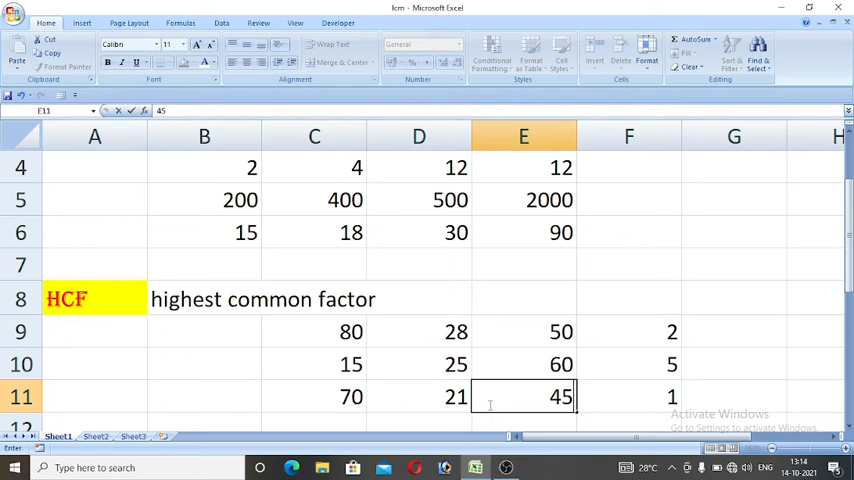 lcm - Microsoft Excel
Home Insert Page Layout Formulas Data Review View Developer
Cut
Copy
Format Painter
Paste
Clipboard
Calibri 11
Font
Wrap Text
Merge & Center
Alignment
General
Number
Conditional Formatting
Format as Table
Cell Styles
Styles
Insert Delete Format
Cells
AutoSum
Fill
Clear
Sort & Filter
Find & Select
Editing
E11 fx 45
A B C D E F G H
4 2 4 12 12
5 200 400 500 2000
6 15 18 30 90
7
8 HCF highest common factor
9 80 28 50 2
10 15 25 60 5
11 70 21 45 1
12
Activate Windows
Go to Settings to activate Windows.
Sheet1 Sheet2 Sheet3
Enter 200%
Type here to search
28°C
ENG
13:14
14-10-2021
5